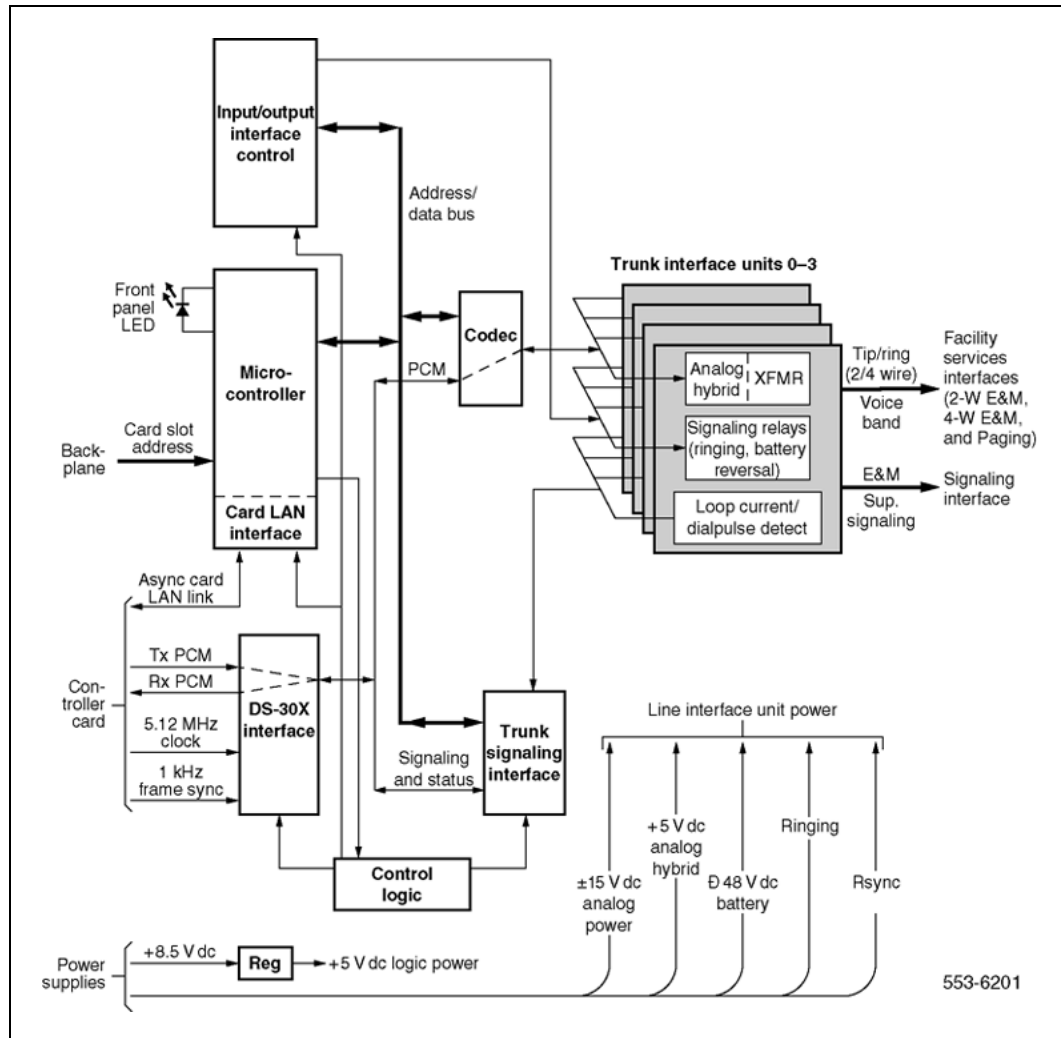 Input/output
interface
control
Address/
data bus
Trunk interface units 0–3
Front
panel
LED
Micro-
controller
Codec
PCM
Analog
hybrid
XFMR
Tip/ring
(2/4 wire)
Voice
band
Facility
services
interfaces
(2-W E&M,
4-W E&M,
and Paging)
Signaling relays
(ringing, battery
reversal)
Back-
plane
Card slot
address
E&M
Sup.
signaling
Signaling
interface
Loop current/
dialpulse detect
Card LAN
interface
Async card
LAN link
Tx PCM
Rx PCM
Con-
troller
card
DS-30X
interface
5.12 MHz
clock
1 kHz
frame sync
Signaling
and status
Trunk
signaling
interface
Line interface unit power
Control
logic
±15 V dc
analog
power
+5 V dc
analog
hybrid
Đ 48 V dc
battery
Ringing
Rsync
Power
supplies
+8.5 V dc
Reg
+5 V dc logic power
553-6201